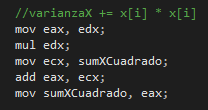 //varianzaX += x[i] * x[i]
mov eax, edx;
mul edx;
mov ecx, sumXCuadrado;
add eax, ecx;
mov sumXCuadrado, eax;